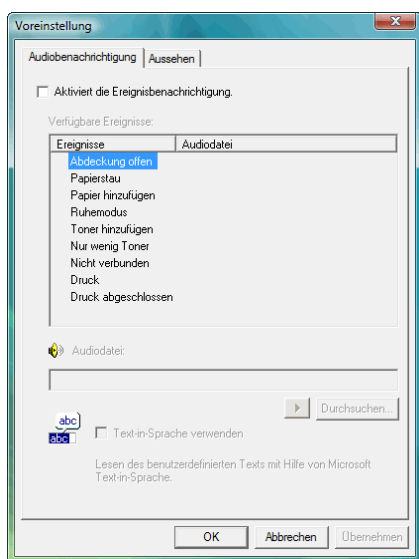 Voreinstellung
Audiobenachrichtigung Aussehen
Aktiviert die Ereignisbenachrichtigung.
Verfügbare Ereignisse:
Ereignisse Audiodatei
Abdeckung offen
Papierstau
Papier hinzufügen
Ruhemodus
Toner hinzufügen
Nur wenig Toner
Nicht verbunden
Druck
Druck abgeschlossen
Audiodatei:
Durchsuchen...
abc
abc
Text-in-Sprache verwenden
Lesen des benutzerdefinierten Texts mit Hilfe von Microsoft
Text-in-Sprache.
OK Abbrechen Übernehmen